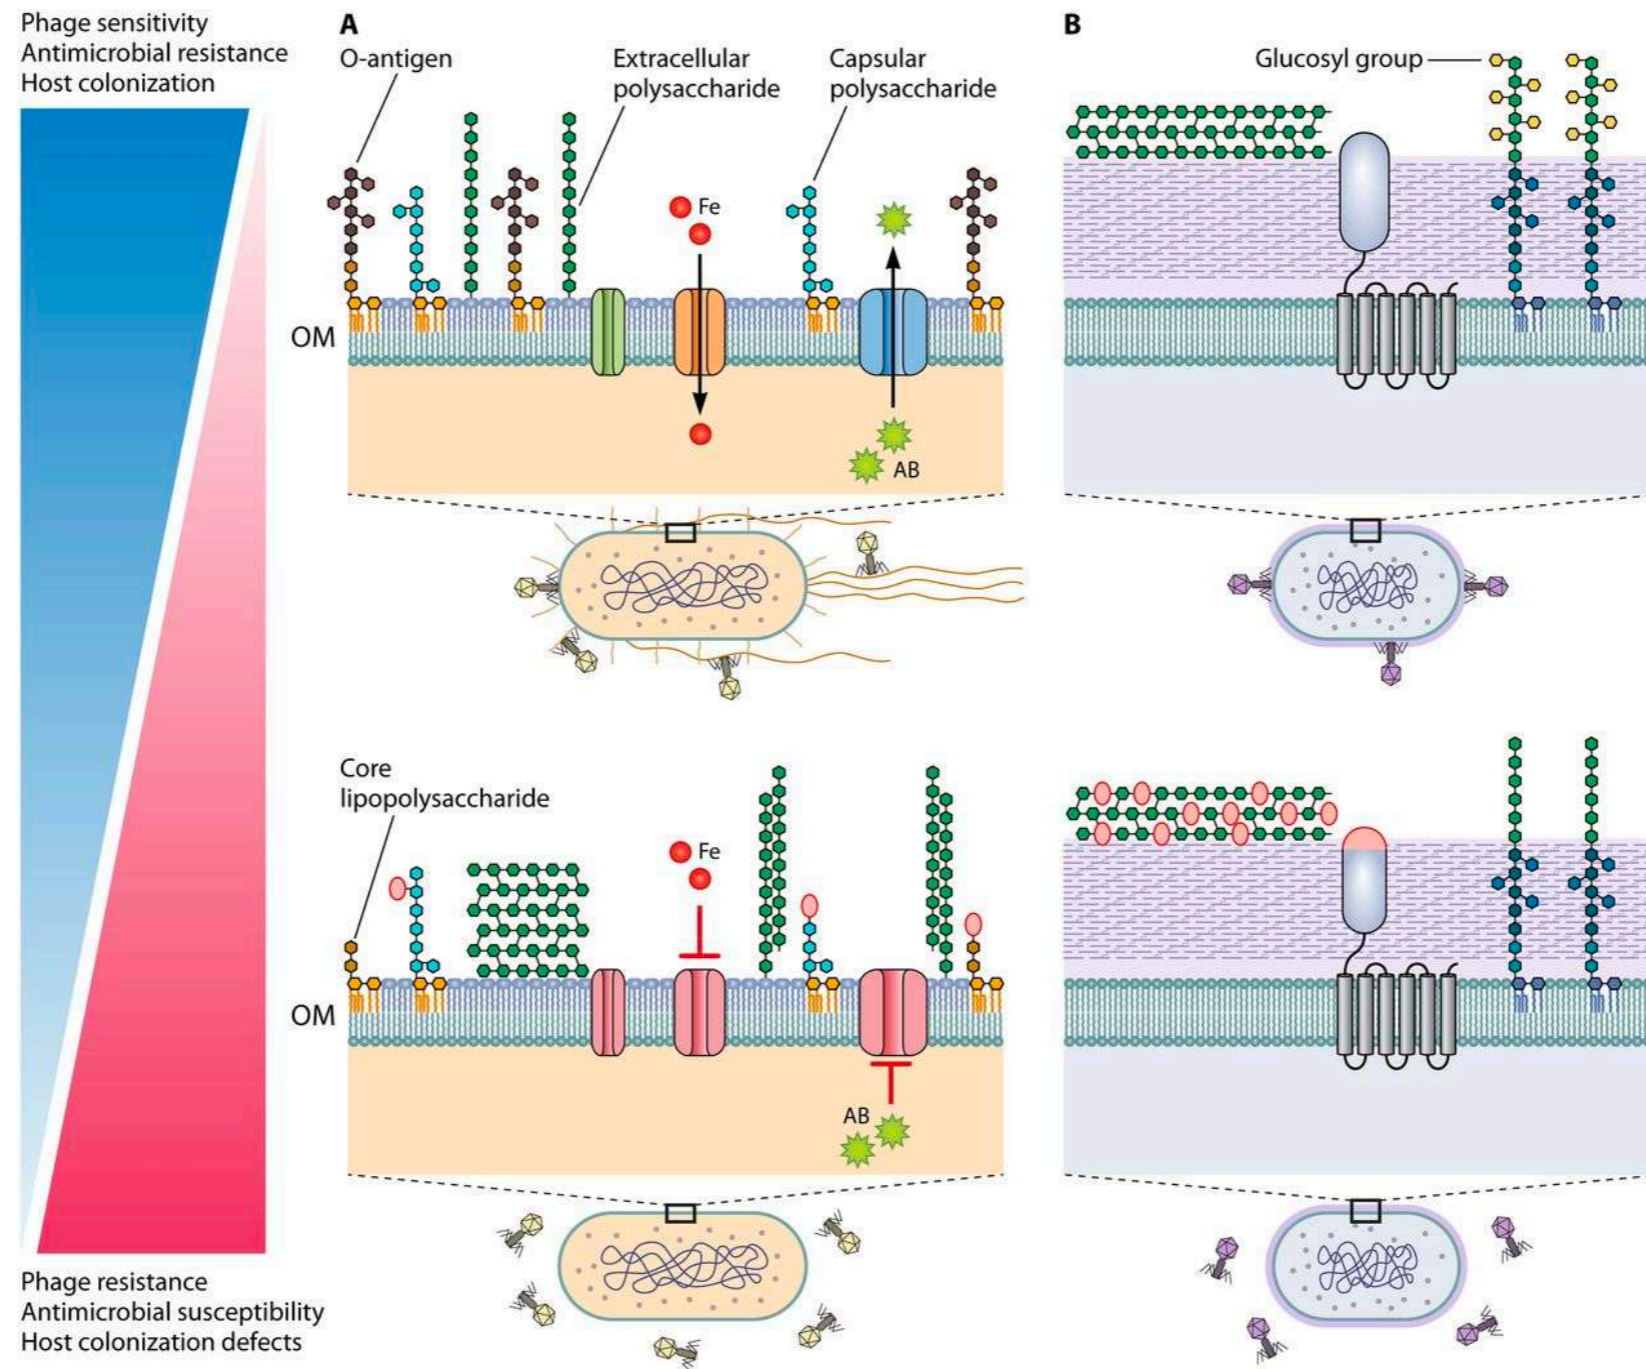 Phage sensitivity
Antimicrobial resistance
Host colonization
A
O-antigen
Extracellular
polysaccharide
Capsular
polysaccharide
Fe
OM
AB
B
Glucosyl group
Core
lipopolysaccharide
Fe
OM
AB
Phage resistance
Antimicrobial susceptibility
Host colonization defects